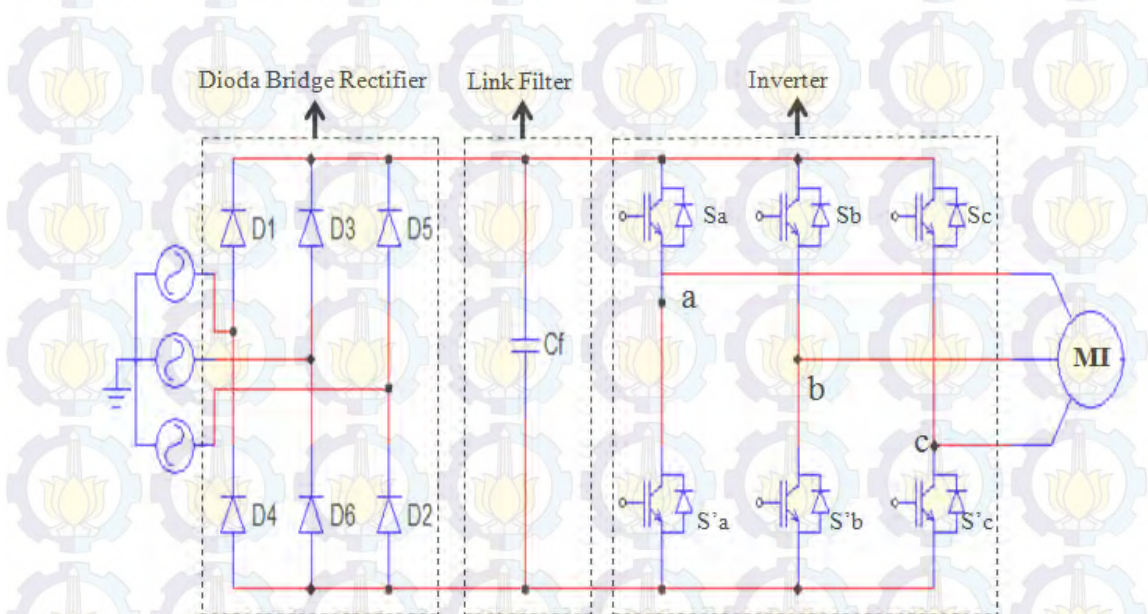 Dioda Bridge Rectifier
Link Filter
Inverter
D1
D3
D5
Sa
Sb
Sc
a
Cf
MI
b
c
D4
D6
D2
S'a
S'b
S'c